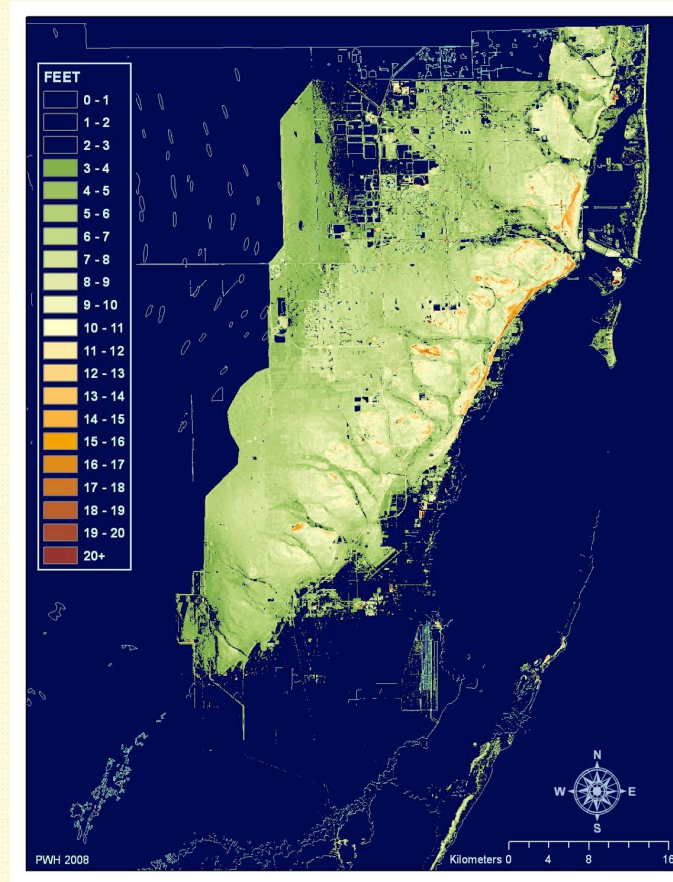 FEET
0 - 1
1 - 2
2 - 3
3 - 4
4 - 5
5 - 6
6 - 7
7 - 8
8 - 9
9 - 10
10 - 11
11 - 12
12 - 13
13 - 14
14 - 15
15 - 16
16 - 17
17 - 18
18 - 19
19 - 20
20+
N
W E
S
PWH 2008
Kilometers 0 4 8 16